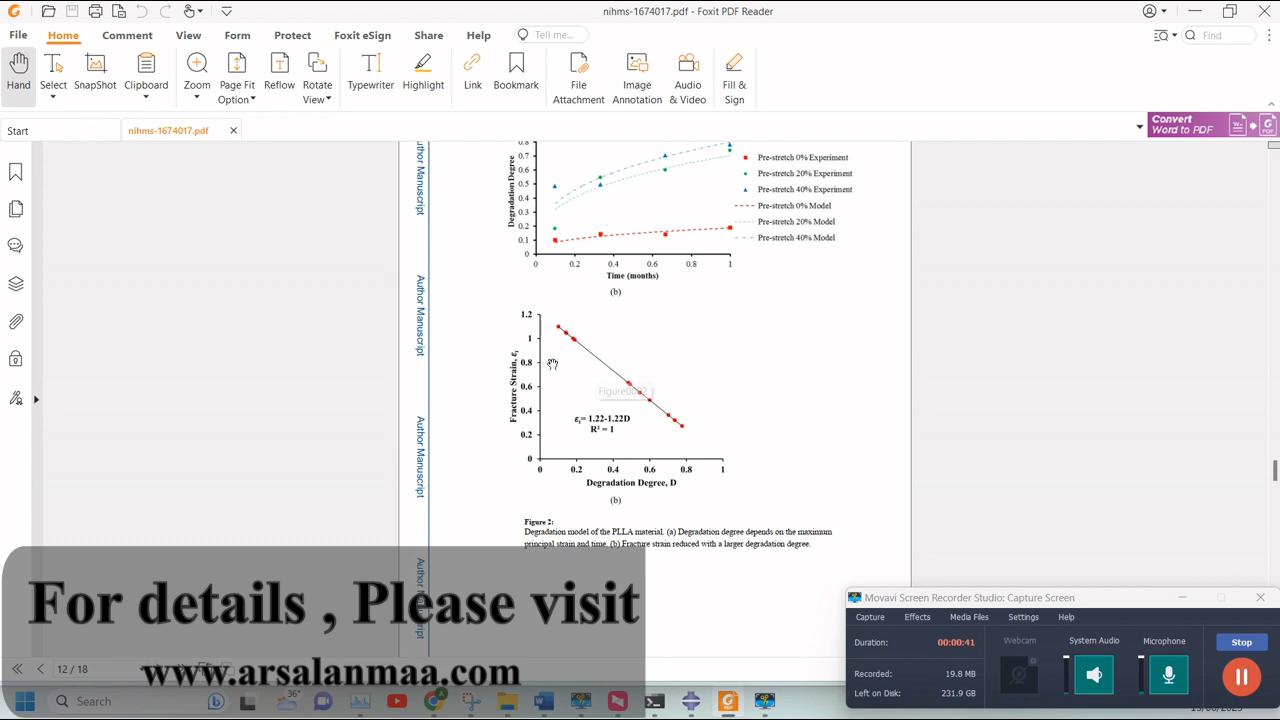 nihms-1674017.pdf - Foxit PDF Reader
File Home Comment View Form Protect Foxit eSign Share Help Tell me... Find
Hand Select SnapShot Clipboard Zoom Page Fit Option Reflow Rotate View Typewriter Highlight Link Bookmark File Attachment Image Annotation Audio & Video Fill & Sign
Start nihms-1674017.pdf Convert Word to PDF
Author Manuscript
Author Manuscript
Author Manuscript
Author Manuscript
Degradation Degree
0.8
0.7
0.6
0.5
0.4
0.3
0.2
0.1
0
0 0.2 0.4 0.6 0.8 1
Time (months)
Pre-stretch 0% Experiment
Pre-stretch 20% Experiment
Pre-stretch 40% Experiment
Pre-stretch 0% Model
Pre-stretch 20% Model
Pre-stretch 40% Model
(b)
Fracture Strain, εf
1.2
1
0.8
0.6
0.4
0.2
0
Figure0002
εf= 1.22-1.22D
R² = 1
0 0.2 0.4 0.6 0.8 1
Degradation Degree, D
(b)
Figure 2:
Degradation model of the PLLA material. (a) Degradation degree depends on the maximum
principal strain and time. (b) Fracture strain reduced with a larger degradation degree.
For details , Please visit
www.arsalanmaa.com
12 / 18
Search
36°
Movavi Screen Recorder Studio: Capture Screen
Capture Effects Media Files Settings Help
Duration: 00:00:41
Recorded: 19.8 MB
Left on Disk: 231.9 GB
Webcam System Audio Microphone
Stop